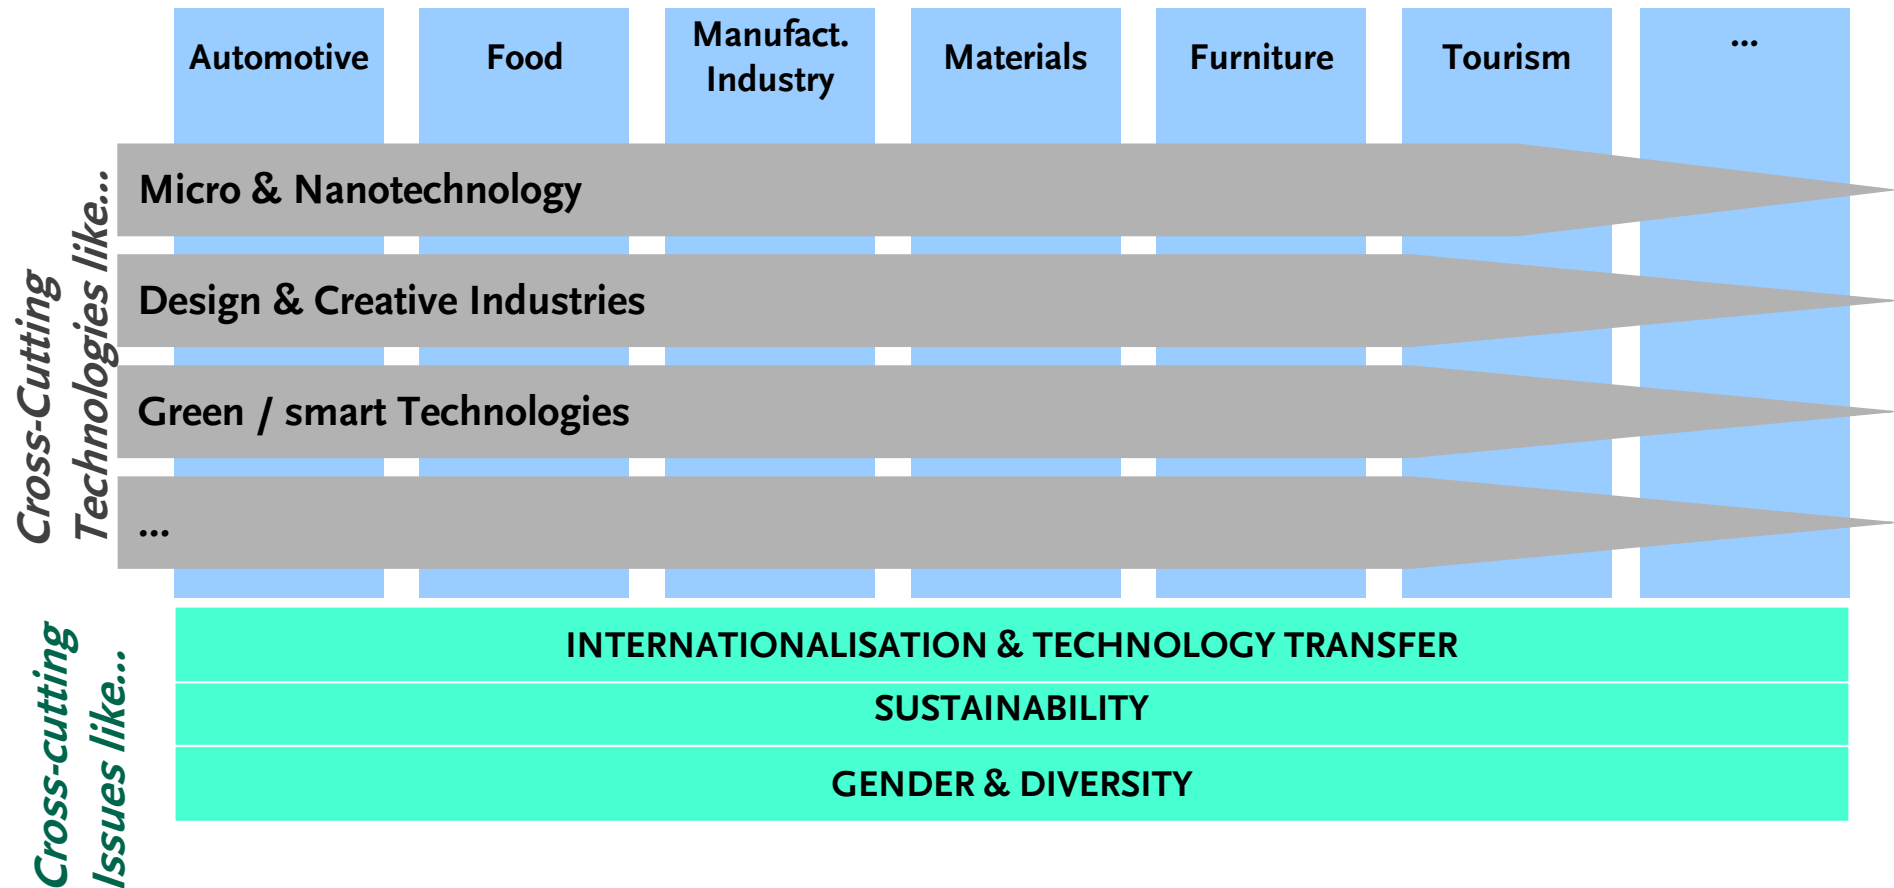 Automotive
Food
Manufact.
Industry
Materials
Furniture
Tourism
...
Cross-Cutting
Technologies like...
Micro & Nanotechnology
Design & Creative Industries
Green / smart Technologies
...
Cross-cutting
Issues like...
INTERNATIONALISATION & TECHNOLOGY TRANSFER
SUSTAINABILITY
GENDER & DIVERSITY